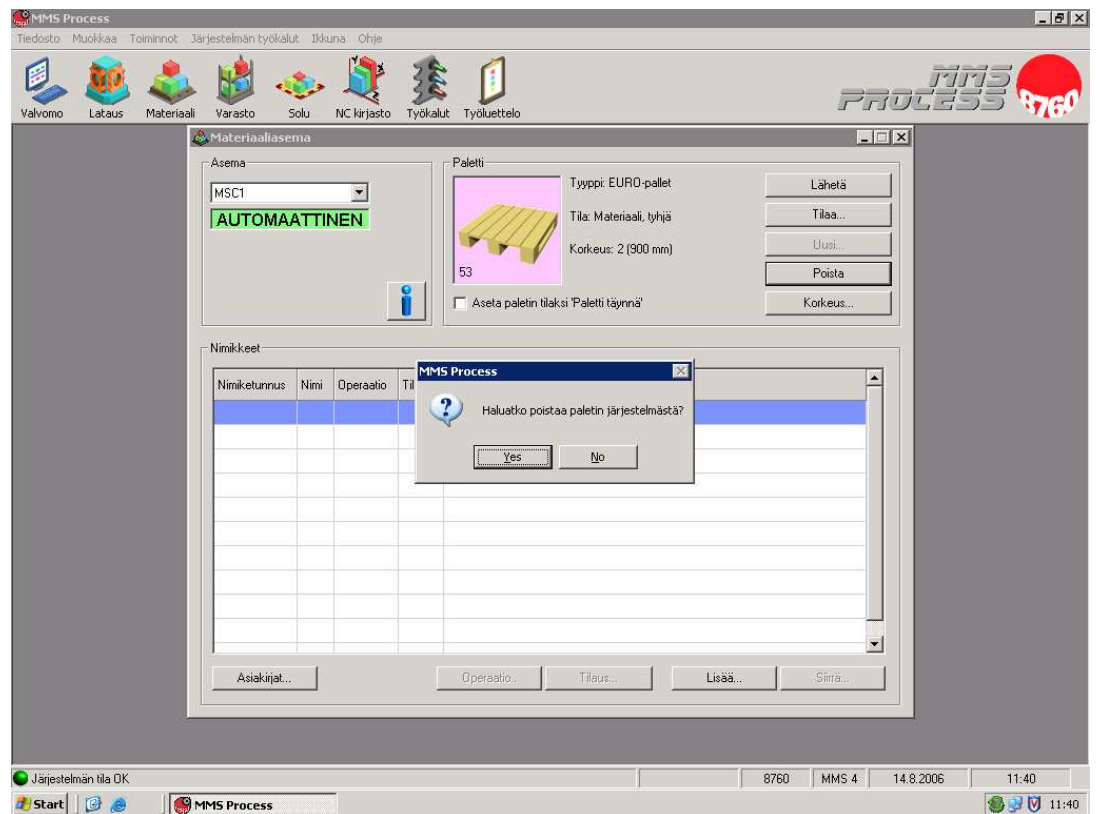 MMS Process
Tiedosto Muokkaa Toiminnot Järjestelmän työkalut Ikkuna Ohje
Valvomo Lataus Materiaali Varasto Solu NC kirjasto Työkalut Työluettelo
MMS
PROCESS
8760
Materiaaliasema
Asema
MSC1
AUTOMAATTINEN
Paletti
53
Tyyppi: EURO-pallet
Tila: Materiaali, tyhjä
Korkeus: 2 (900 mm)
Aseta paletin tilaksi 'Paletti täynnä'
Lähetä
Tilaa...
Uusi...
Poista
Korkeus...
Nimikkeet
Nimiketunnus Nimi Operaatio Til
MMS Process
Haluatko poistaa paletin järjestelmästä?
Yes No
Asiakirjat... Operaatio.. Tilaus... Lisää... Siirrä...
Järjestelmän tila OK 8760 MMS 4 14.8.2006 11:40
Start MMS Process 11:40